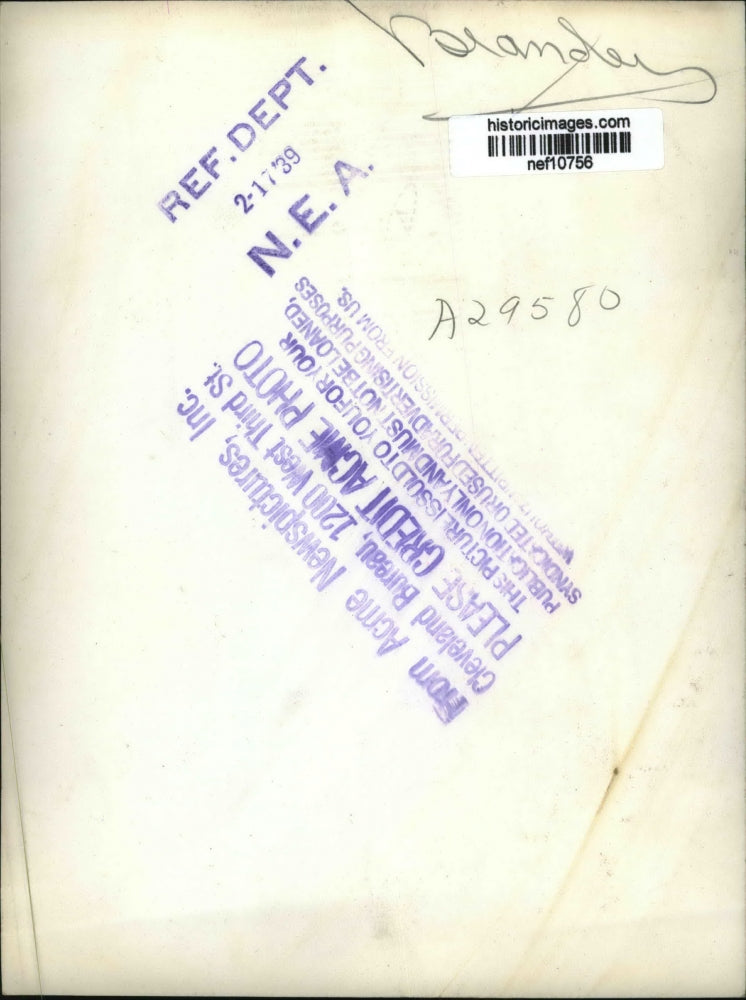 Brandeis
historicimages.com
nef10756
REF. DEPT.
2-17'39
N. E. A.
A29580
From Acme Newspictures, Inc.
Cleveland Bureau, 1200 West Third St.
PLEASE CREDIT ACME PHOTO
THIS PICTURE IS SOLD TO YOU FOR YOUR
PUBLICATION ONLY AND MUST NOT BE LOANED,
SYNDICATED OR USED FOR ADVERTISING PURPOSES
WITHOUT WRITTEN PERMISSION FROM US.